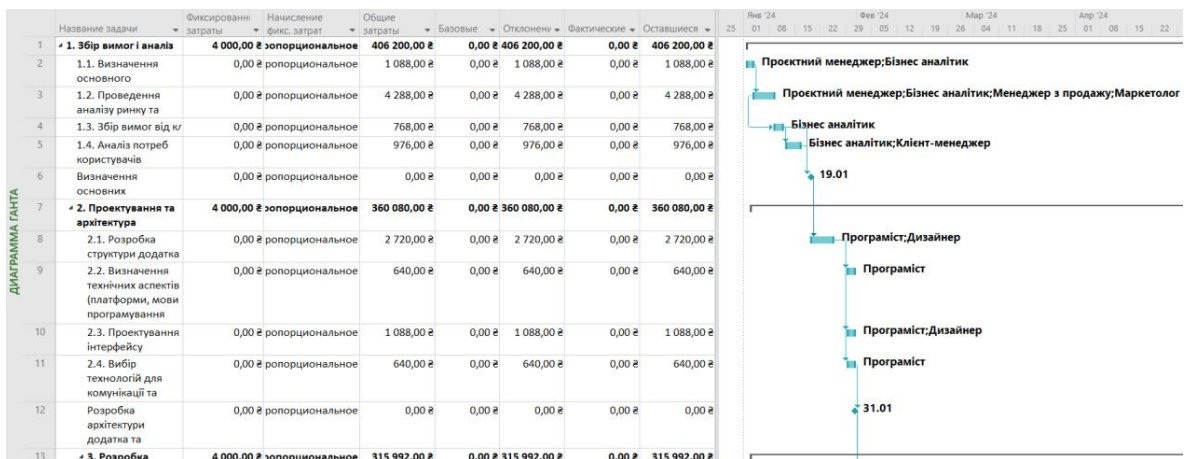 ДИАГРАММА ГАНТА
Название задачи Фиксированні затраты Начисление фикс. затрат Общие затраты Базовые Отклонени Фактические Оставшиеся
Янв '24 Фев '24 Мар '24 Апр '24
25 01 08 15 22 29 05 12 19 26 04 11 18 25 01 08 15 22
1 1. Збір вимог і аналіз 4 000,00 ₴ ропорциональное 406 200,00 ₴ 0,00 ₴ 406 200,00 ₴ 0,00 ₴ 406 200,00 ₴
2 1.1. Визначення основного 0,00 ₴ ропорциональное 1 088,00 ₴ 0,00 ₴ 1 088,00 ₴ 0,00 ₴ 1 088,00 ₴ Проєктний менеджер;Бізнес аналітик
3 1.2. Проведення аналізу ринку та 0,00 ₴ ропорциональное 4 288,00 ₴ 0,00 ₴ 4 288,00 ₴ 0,00 ₴ 4 288,00 ₴ Проєктний менеджер;Бізнес аналітик;Менеджер з продажу;Маркетолог
4 1.3. Збір вимог від кл 0,00 ₴ ропорциональное 768,00 ₴ 0,00 ₴ 768,00 ₴ 0,00 ₴ 768,00 ₴ Бізнес аналітик
5 1.4. Аналіз потреб користувачів 0,00 ₴ ропорциональное 976,00 ₴ 0,00 ₴ 976,00 ₴ 0,00 ₴ 976,00 ₴ Бізнес аналітик;Клієнт-менеджер
6 Визначення основних 0,00 ₴ ропорциональное 0,00 ₴ 0,00 ₴ 0,00 ₴ 0,00 ₴ 0,00 ₴ 19.01
7 2. Проектування та архітектура 4 000,00 ₴ ропорциональное 360 080,00 ₴ 0,00 ₴ 360 080,00 ₴ 0,00 ₴ 360 080,00 ₴
8 2.1. Розробка структури додатка 0,00 ₴ ропорциональное 2 720,00 ₴ 0,00 ₴ 2 720,00 ₴ 0,00 ₴ 2 720,00 ₴ Програміст;Дизайнер
9 2.2. Визначення технічних аспектів (платформи, мови програмування 0,00 ₴ ропорциональное 640,00 ₴ 0,00 ₴ 640,00 ₴ 0,00 ₴ 640,00 ₴ Програміст
10 2.3. Проектування інтерфейсу 0,00 ₴ ропорциональное 1 088,00 ₴ 0,00 ₴ 1 088,00 ₴ 0,00 ₴ 1 088,00 ₴ Програміст;Дизайнер
11 2.4. Вибір технологій для комунікації та 0,00 ₴ ропорциональное 640,00 ₴ 0,00 ₴ 640,00 ₴ 0,00 ₴ 640,00 ₴ Програміст
12 Розробка архітектури додатка та 0,00 ₴ ропорциональное 0,00 ₴ 0,00 ₴ 0,00 ₴ 0,00 ₴ 0,00 ₴ 31.01
13 3. Розробка 4 000,00 ₴ ропорциональное 315 992,00 ₴ 0,00 ₴ 315 992,00 ₴ 0,00 ₴ 315 992,00 ₴